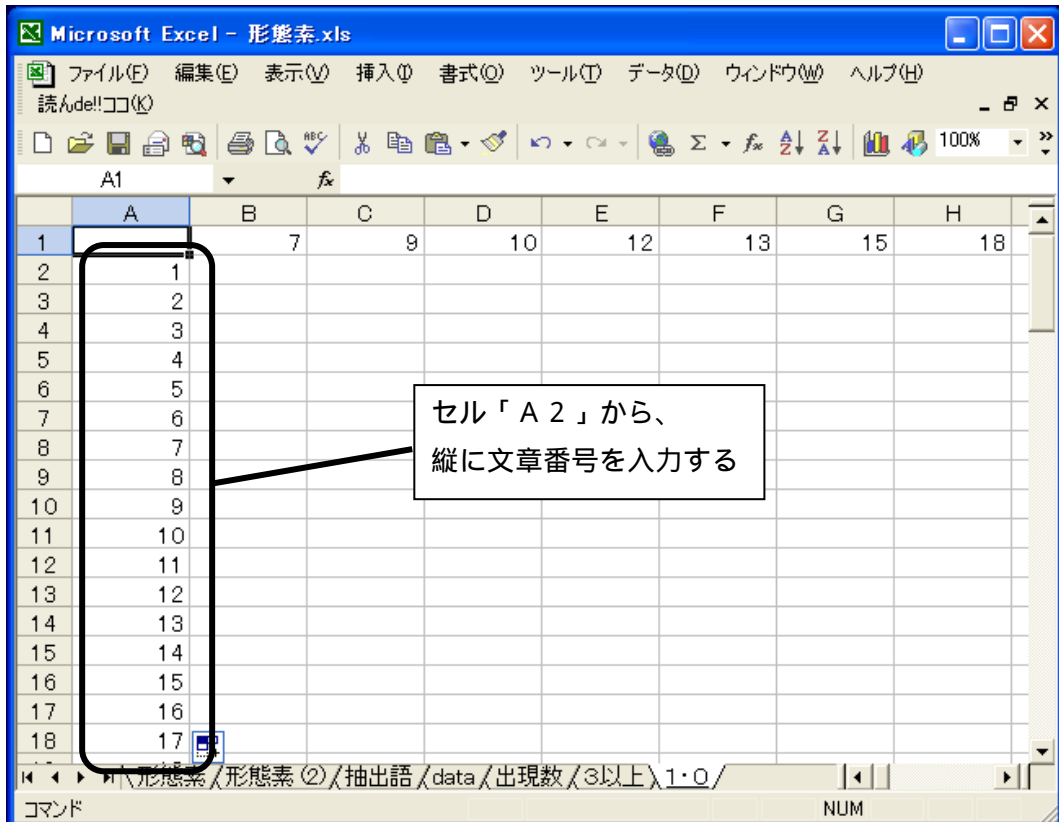 Microsoft Excel - 形態素.xls
ファイル(F) 編集(E) 表示(V) 挿入(I) 書式(O) ツール(T) データ(D) ウィンドウ(W) ヘルプ(H)
読んde!!ココ(K)
100%
A1 fx
A B C D E F G H
1 7 9 10 12 13 15 18
2 1
3 2
4 3
5 4
6 5
7 6
8 7
9 8
10 9
11 10
12 11
13 12
14 13
15 14
16 15
17 16
18 17
セル「Ａ２」から、
縦に文章番号を入力する
形態素 / 形態素 (2) / 抽出語 / data / 出現数 / 3以上 \ 1・0 /
コマンド NUM